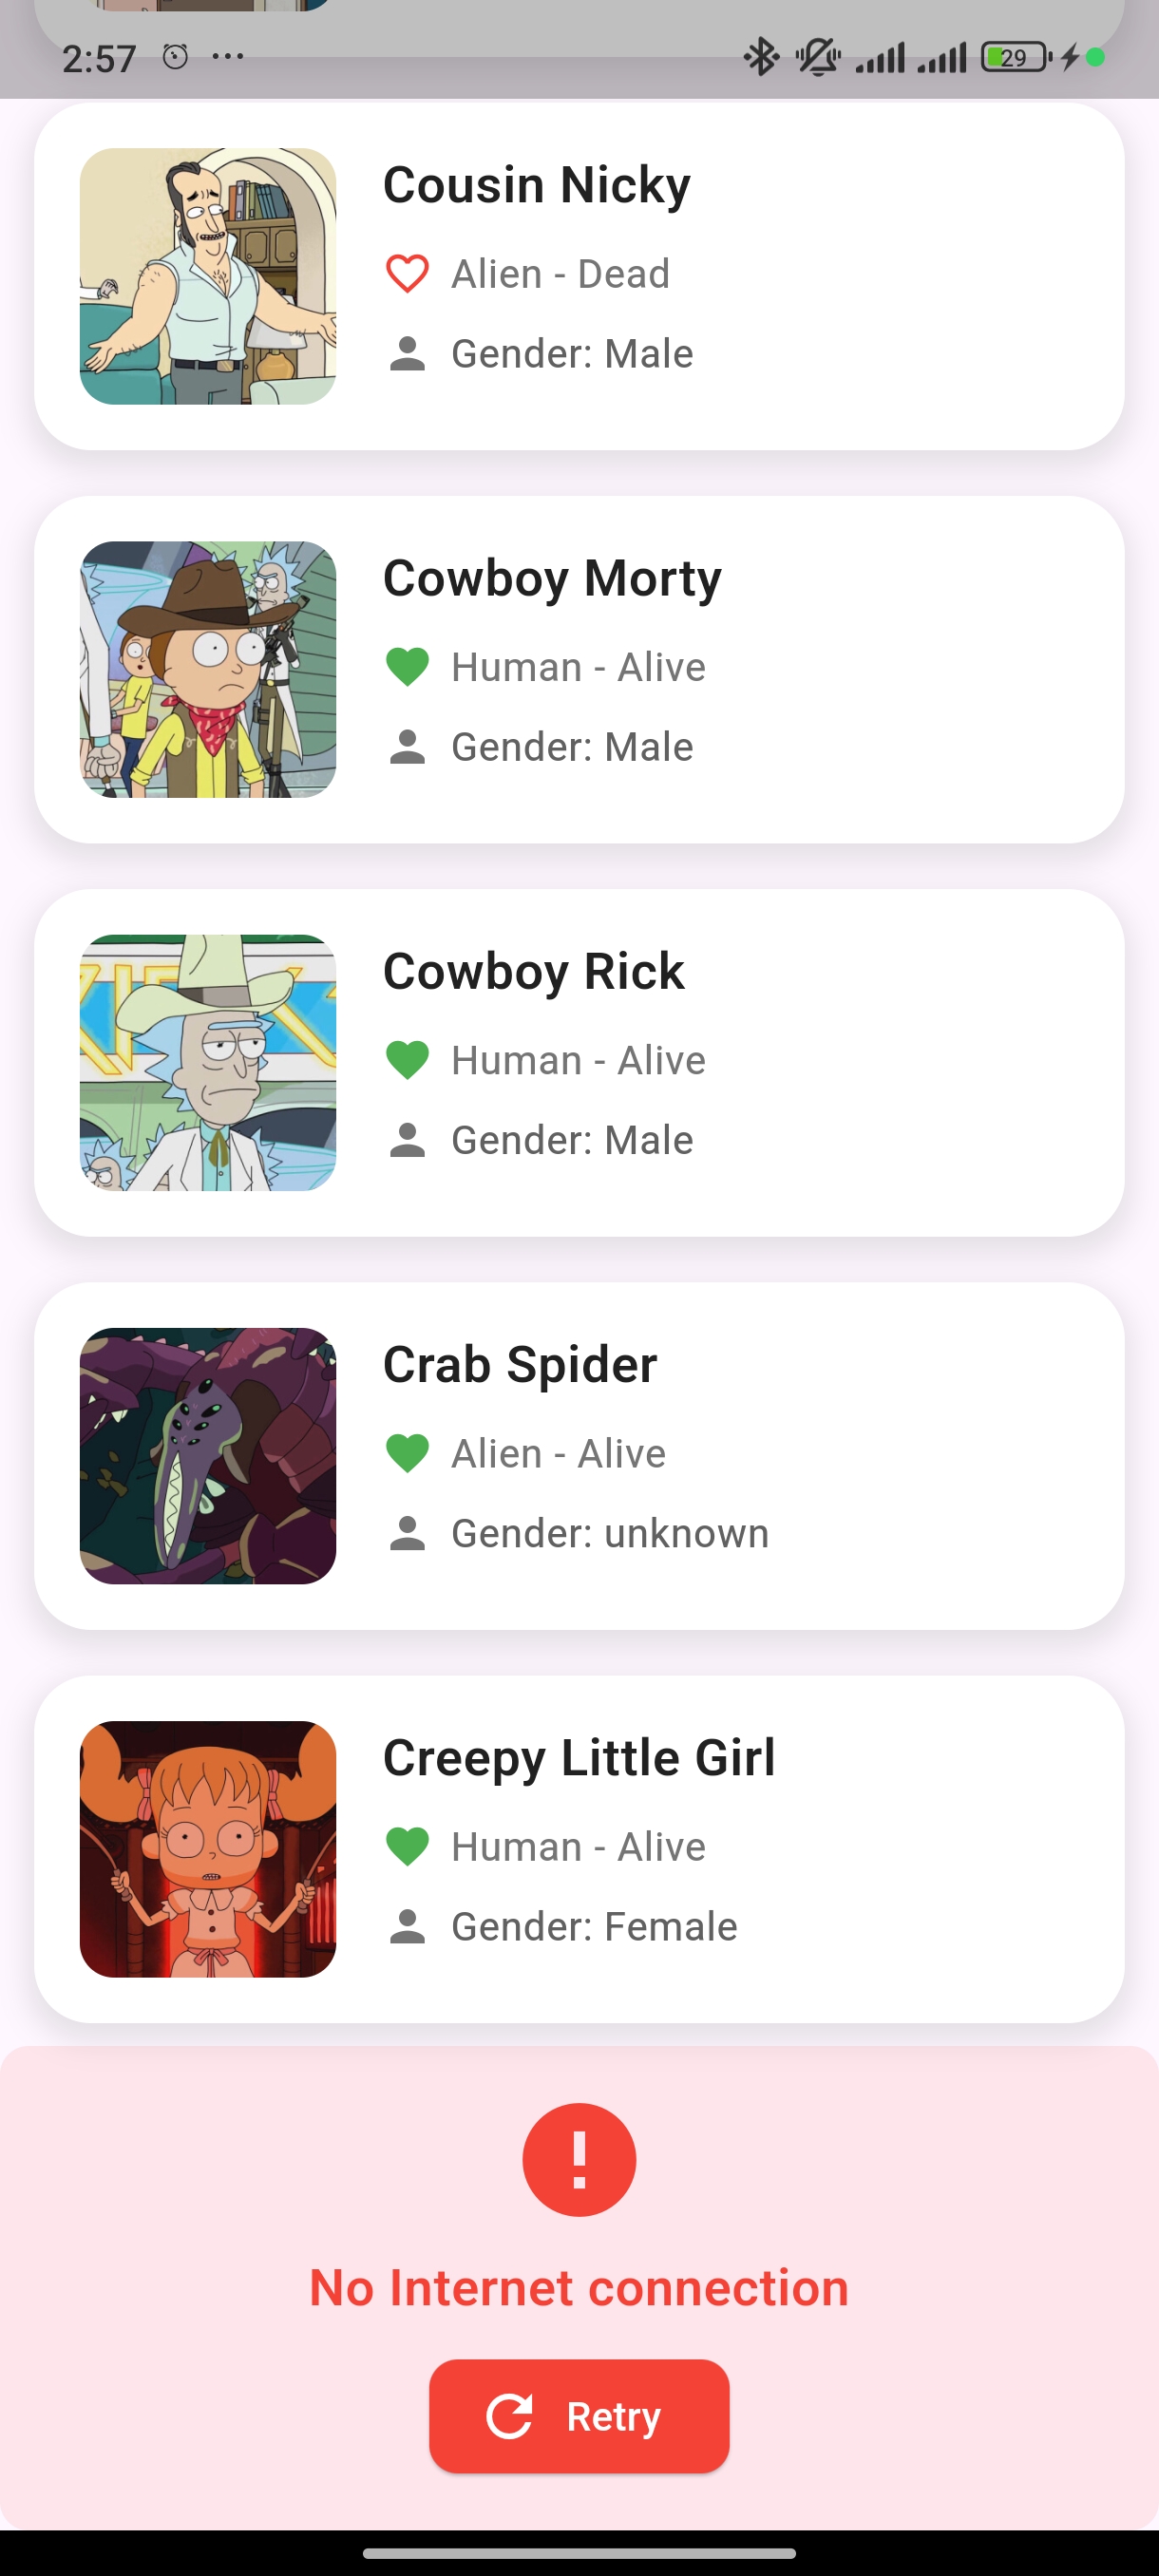 2:57
29
Cousin Nicky
Alien - Dead
Gender: Male
Cowboy Morty
Human - Alive
Gender: Male
Cowboy Rick
Human - Alive
Gender: Male
Crab Spider
Alien - Alive
Gender: unknown
Creepy Little Girl
Human - Alive
Gender: Female
No Internet connection
Retry